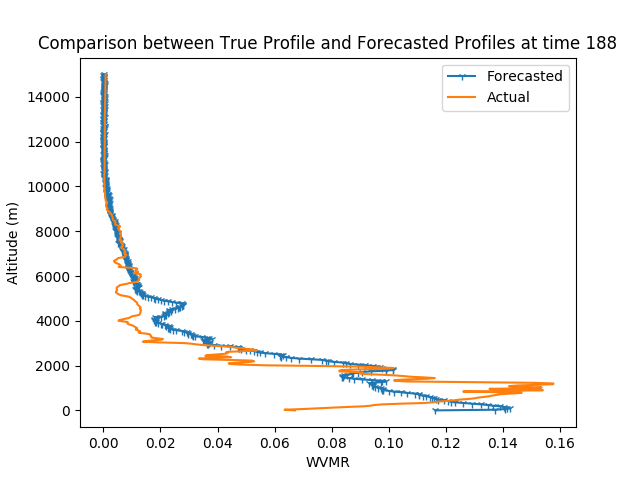 Comparison between True Profile and Forecasted Profiles at time 188
Forecasted
Actual
14000
12000
10000
8000
6000
4000
2000
0
Altitude (m)
0.00 0.02 0.04 0.06 0.08 0.10 0.12 0.14 0.16
WVMR